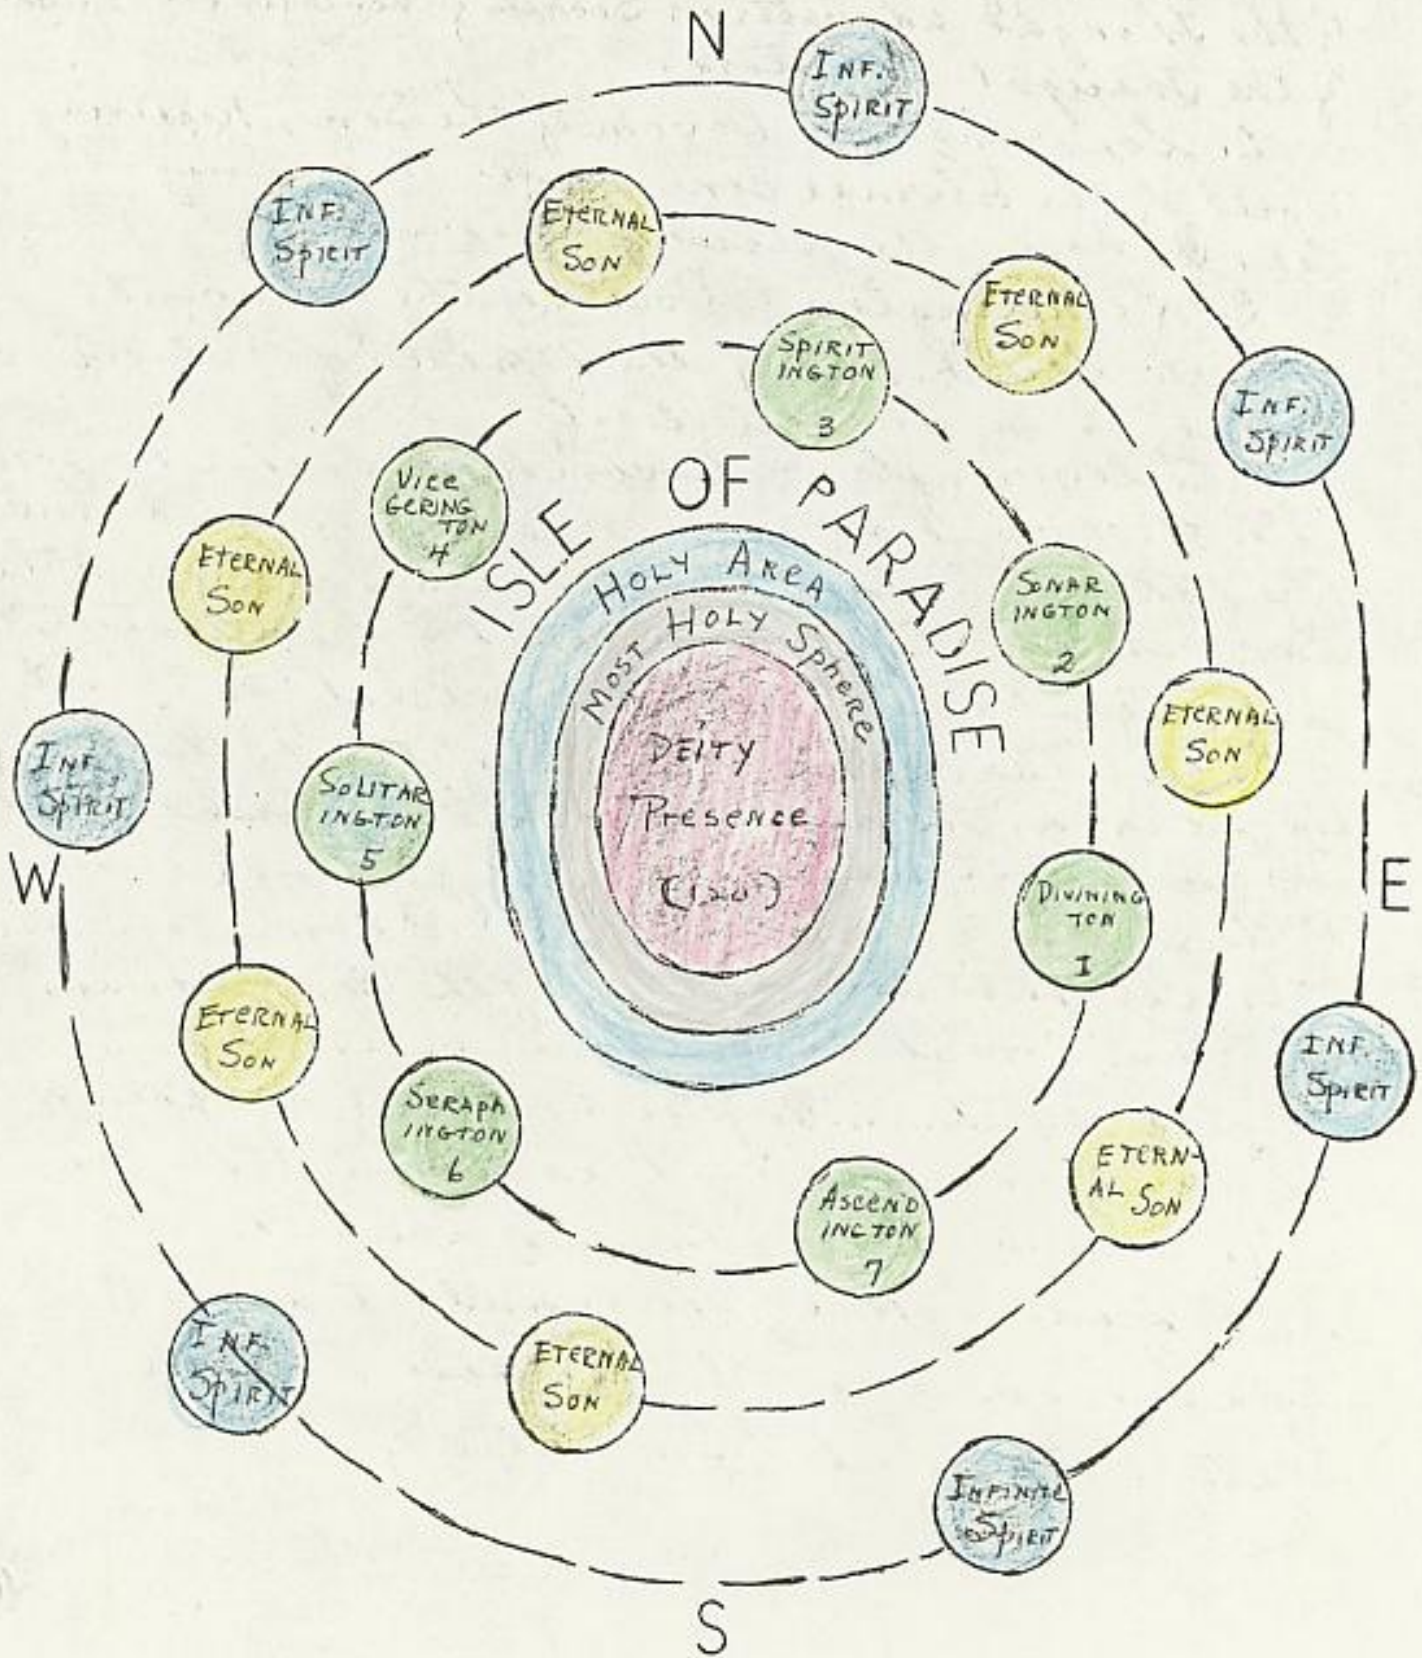 N
INF.
SPIRIT
INF.
SPIRIT
ETERNAL
SON
ETERNAL
SON
SPIRIT
INGTON
3
INF.
SPIRIT
VICE
GERING
TON
4
ISLE OF PARADISE
HOLY AREA
MOST HOLY SPHERE
DEITY
PRESENCE
ETERNAL
SON
SONAR
INGTON
2
ETERNAL
SON
INF.
SPIRIT
SOLITAR
INGTON
5
W
E
DIVINING
TON
I
ETERNAL
SON
INF.
SPIRIT
SERAPH
INGTON
6
ETERN-
AL SON
ASCEND
INGTON
7
INF.
SPIRIT
ETERNAL
SON
INFINITE
SPIRIT
S